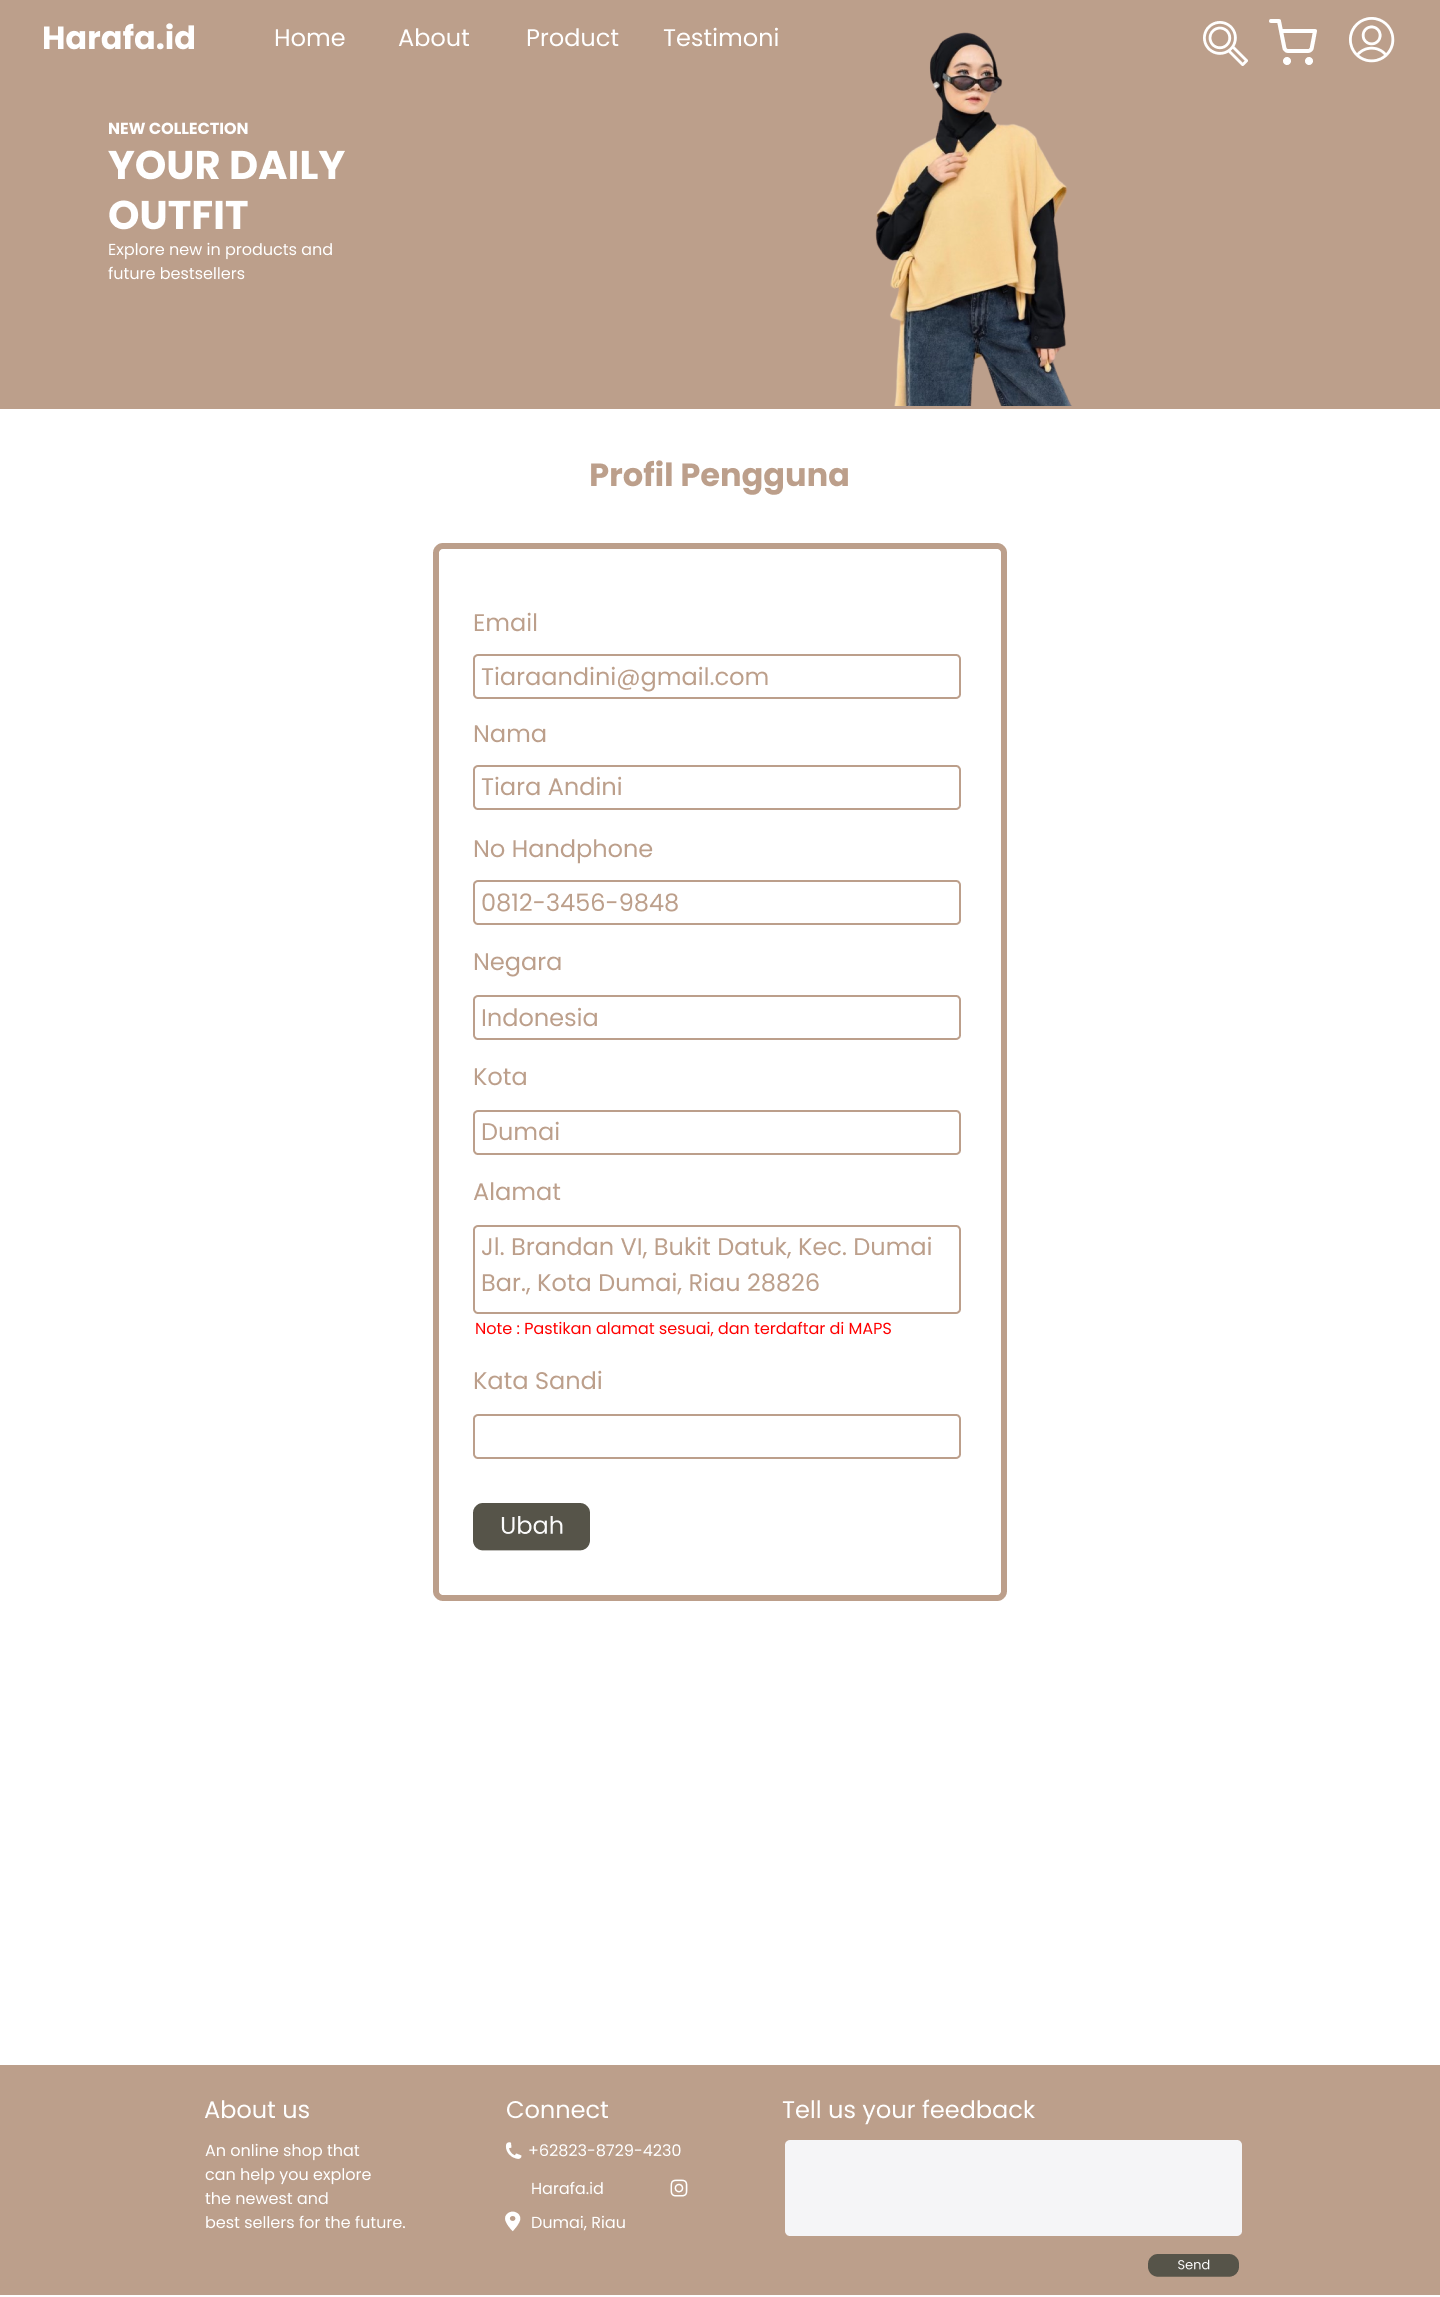 Harafa.id
Home
About
Product
Testimoni
NEW COLLECTION
YOUR DAILY
OUTFIT
Explore new in products and
future bestsellers
Profil Pengguna
Email
Tiaraandini@gmail.com
Nama
Tiara Andini
No Handphone
0812-3456-9848
Negara
Indonesia
Kota
Dumai
Alamat
Jl. Brandan VI, Bukit Datuk, Kec. Dumai
Bar., Kota Dumai, Riau 28826
Note : Pastikan alamat sesuai, dan terdaftar di MAPS
Kata Sandi
Ubah
About us
An online shop that
can help you explore
the newest and
best sellers for the future.
Connect
+62823-8729-4230
Harafa.id
Dumai, Riau
Tell us your feedback
Send